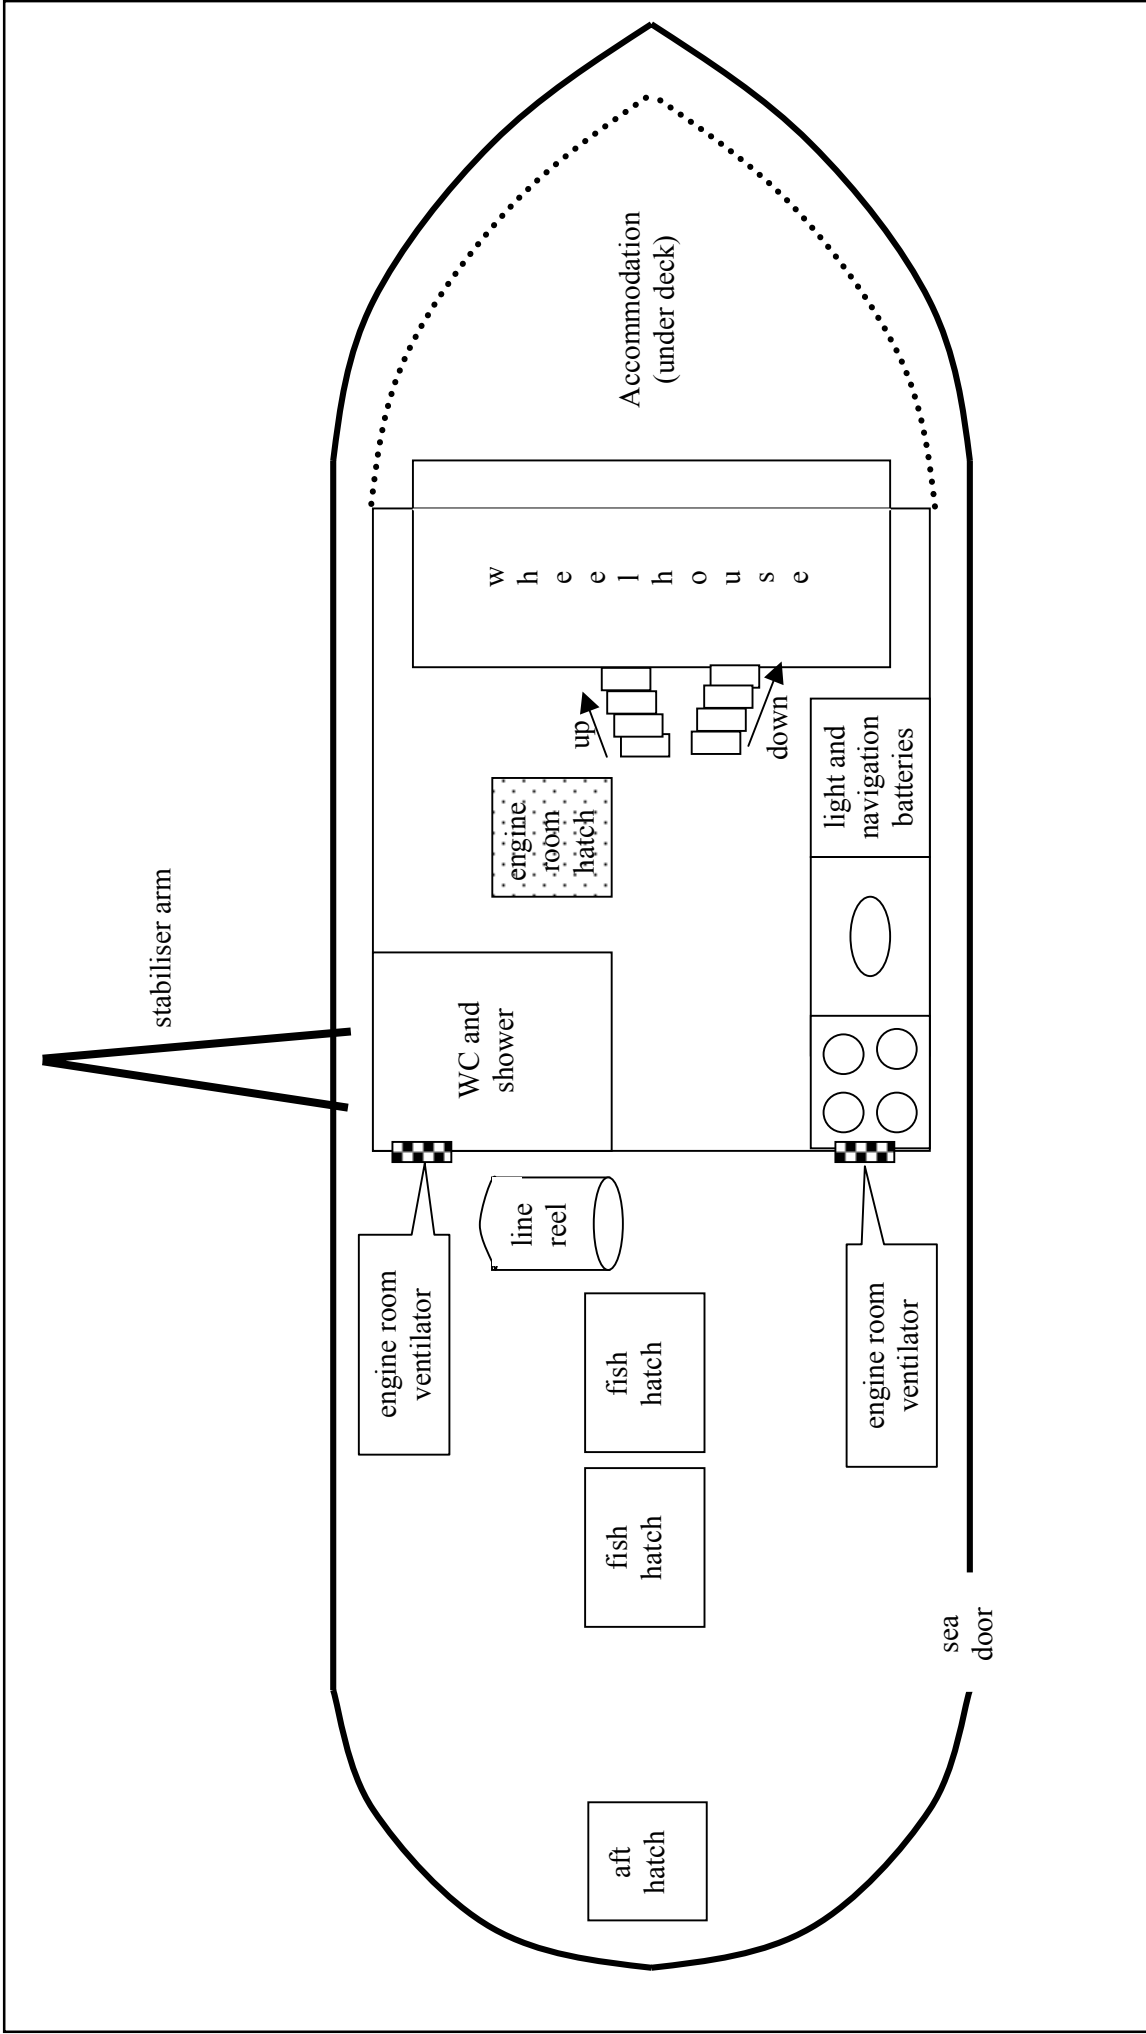 stabiliser arm
Accommodation
(under deck)
wheelhouse
up
down
engine
room
hatch
light and
navigation
batteries
WC and
shower
engine room
ventilator
line
reel
fish
hatch
engine room
ventilator
fish
hatch
sea
door
aft
hatch